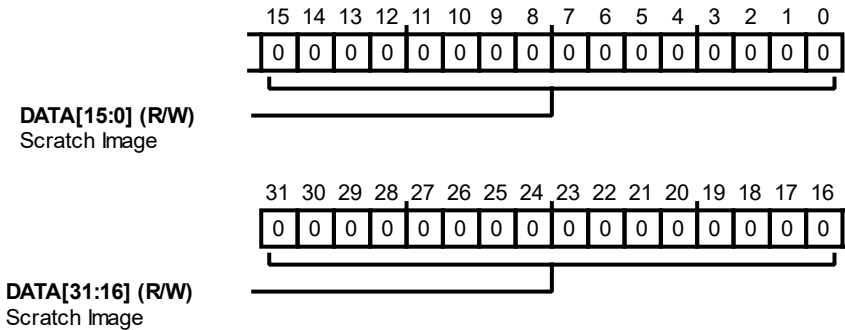 15 14 13 12 11 10 9 8 7 6 5 4 3 2 1 0
0 0 0 0 0 0 0 0 0 0 0 0 0 0 0 0
DATA[15:0] (R/W)
Scratch Image
31 30 29 28 27 26 25 24 23 22 21 20 19 18 17 16
0 0 0 0 0 0 0 0 0 0 0 0 0 0 0 0
DATA[31:16] (R/W)
Scratch Image